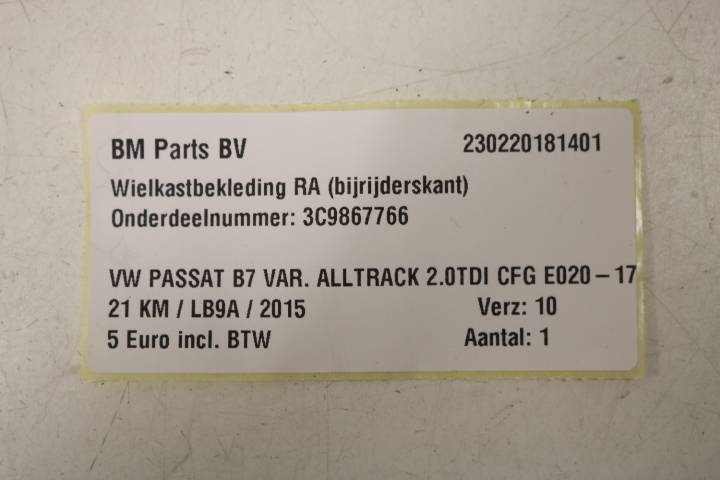 BM Parts BV 230220181401
Wielkastbekleding RA (bijrijderskant)
Onderdeelnummer: 3C9867766
VW PASSAT B7 VAR. ALLTRACK 2.0TDI CFG E020-17
21 KM / LB9A / 2015 Verz: 10
5 Euro incl. BTW Aantal: 1